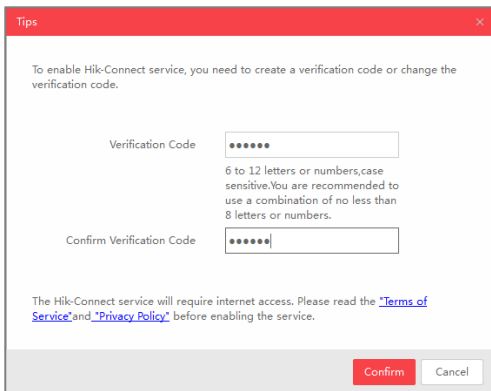 Tips
To enable Hik-Connect service, you need to create a verification code or change the
verification code.
Verification Code ●●●●●●
6 to 12 letters or numbers,case
sensitive.You are recommended to
use a combination of no less than
8 letters or numbers.
Confirm Verification Code ●●●●●●
The Hik-Connect service will require internet access. Please read the "Terms of
Service"and "Privacy Policy" before enabling the service.
Confirm Cancel